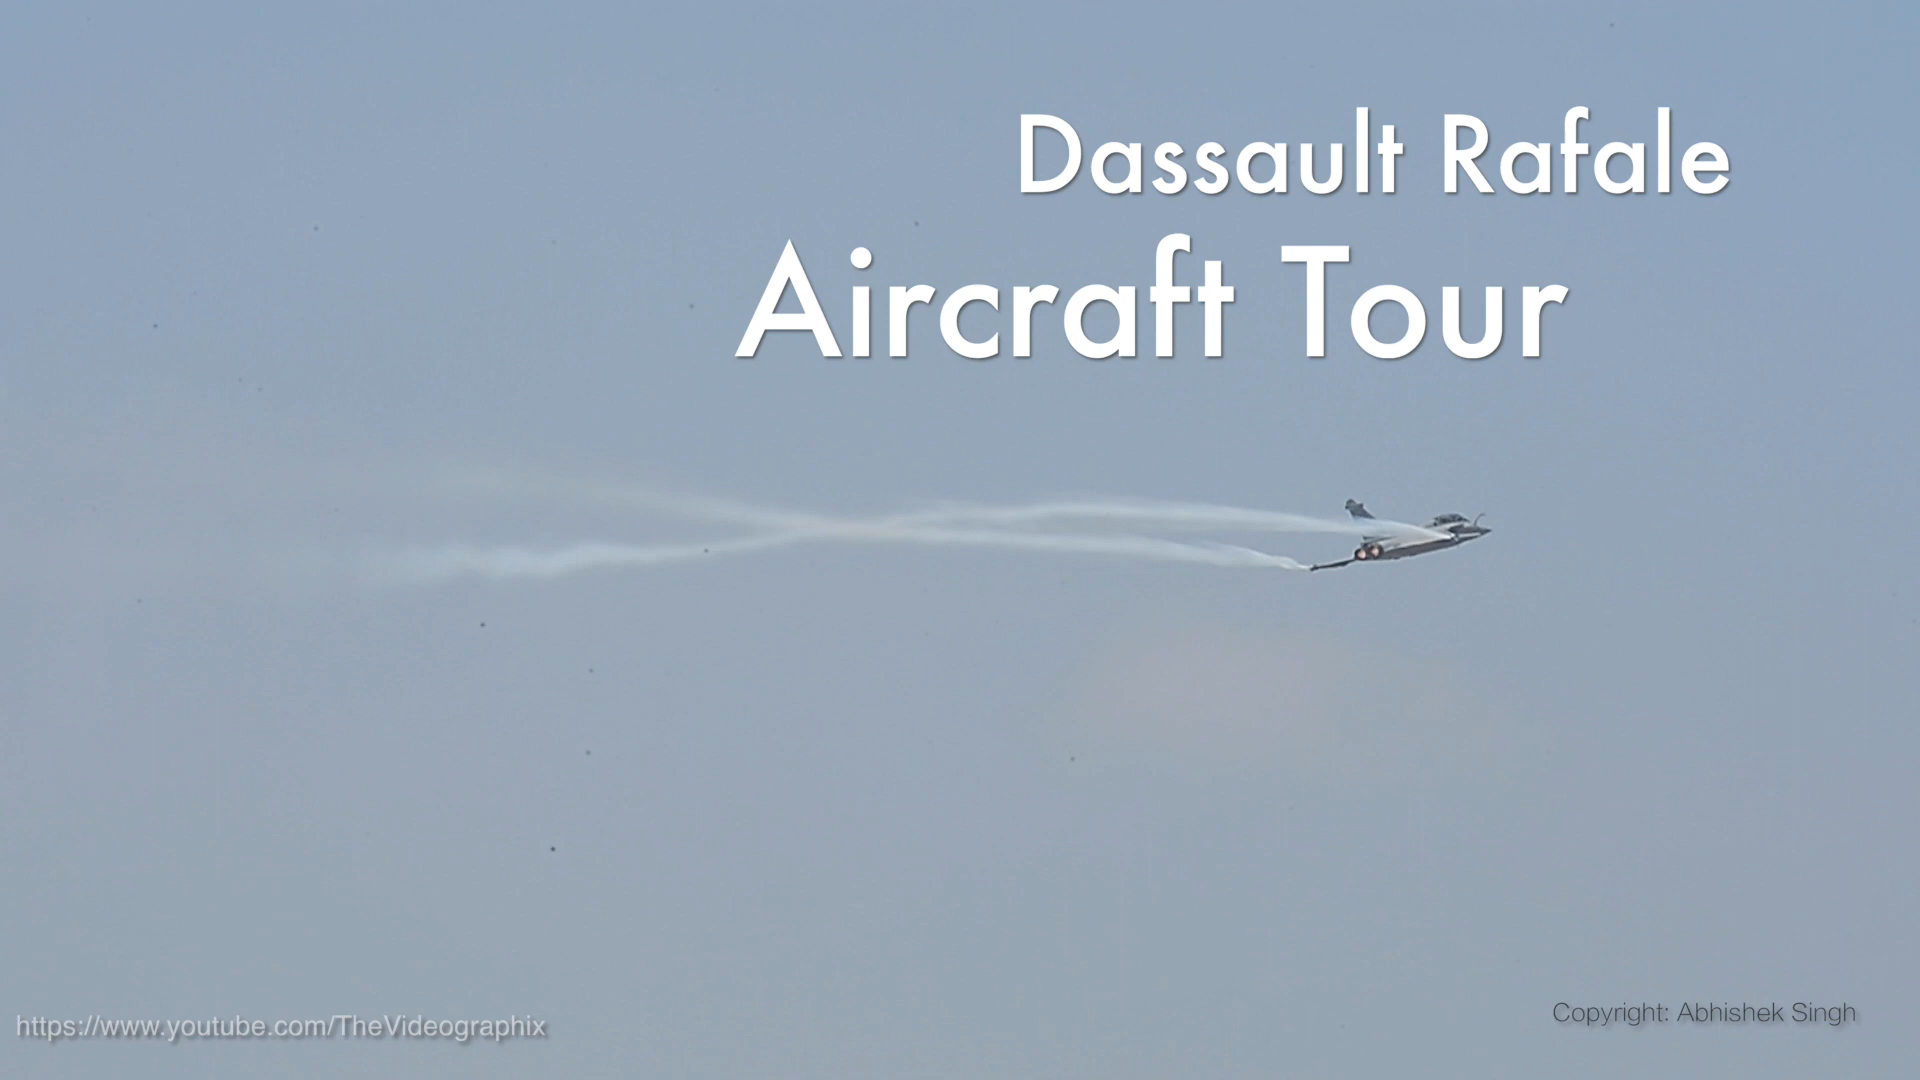 Dassault Rafale
Aircraft Tour
https://www.youtube.com/TheVideographix
Copyright: Abhishek Singh